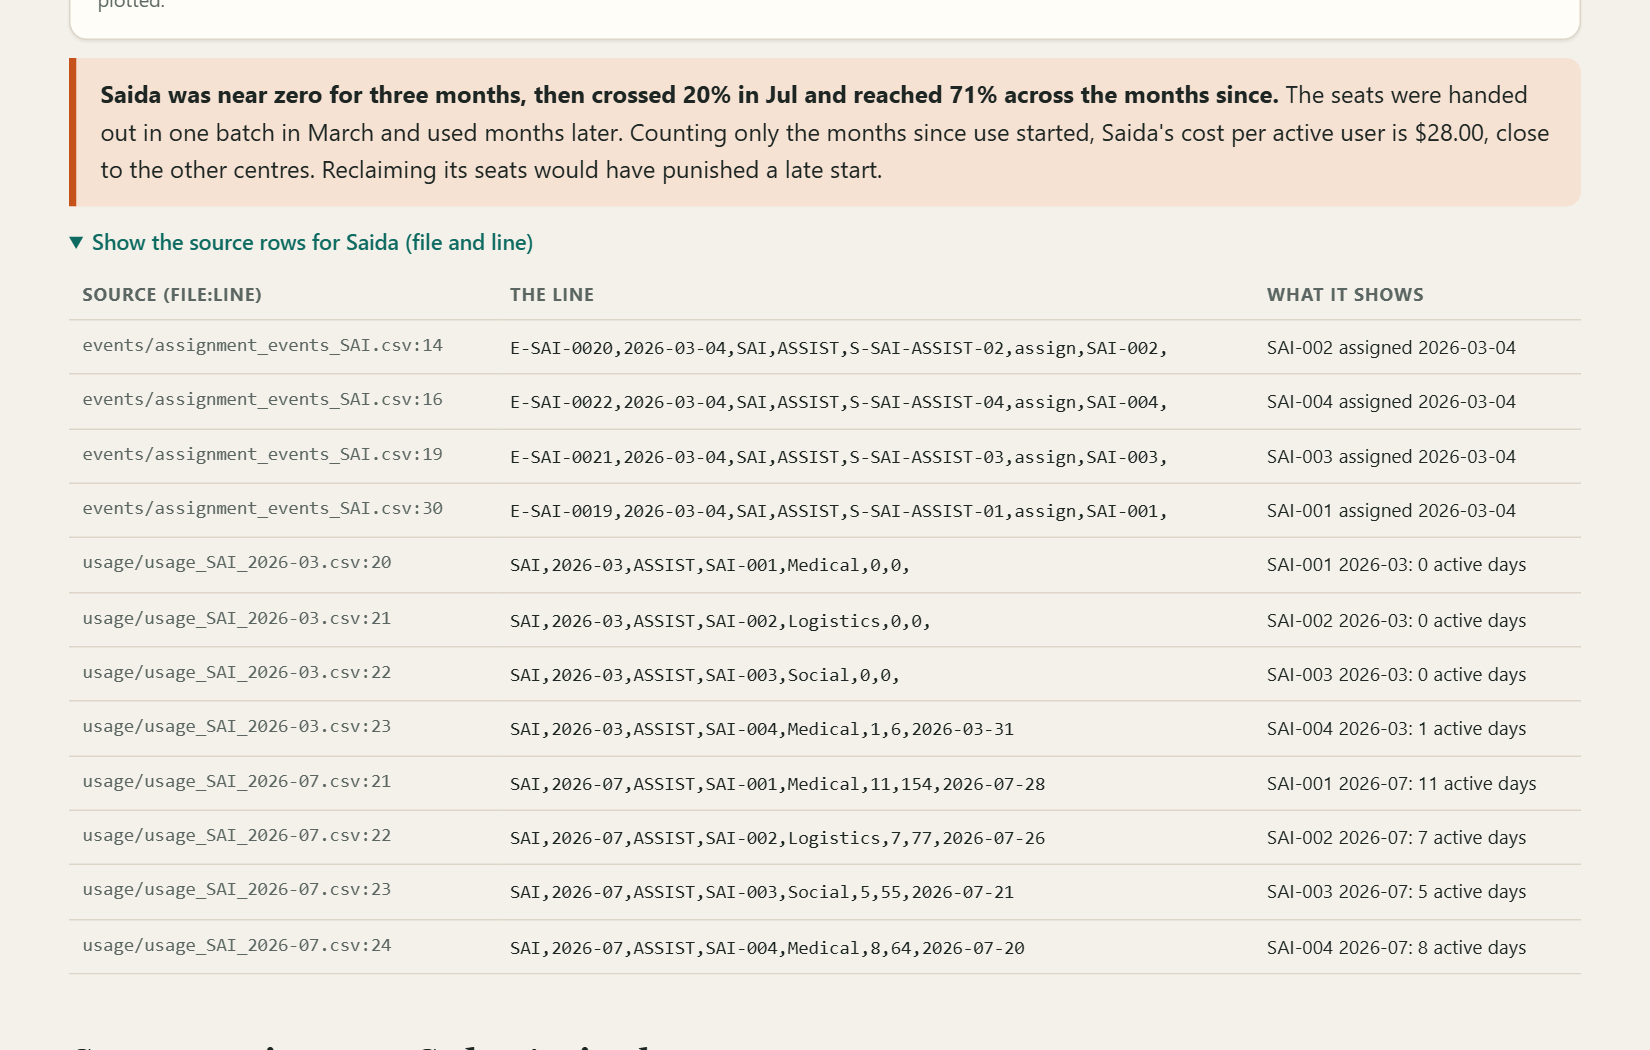 plotted.
Saida was near zero for three months, then crossed 20% in Jul and reached 71% across the months since. The seats were handed
out in one batch in March and used months later. Counting only the months since use started, Saida's cost per active user is $28.00, close
to the other centres. Reclaiming its seats would have punished a late start.
▼ Show the source rows for Saida (file and line)
SOURCE (FILE:LINE) THE LINE WHAT IT SHOWS
events/assignment_events_SAI.csv:14 E-SAI-0020,2026-03-04,SAI,ASSIST,S-SAI-ASSIST-02,assign,SAI-002, SAI-002 assigned 2026-03-04
events/assignment_events_SAI.csv:16 E-SAI-0022,2026-03-04,SAI,ASSIST,S-SAI-ASSIST-04,assign,SAI-004, SAI-004 assigned 2026-03-04
events/assignment_events_SAI.csv:19 E-SAI-0021,2026-03-04,SAI,ASSIST,S-SAI-ASSIST-03,assign,SAI-003, SAI-003 assigned 2026-03-04
events/assignment_events_SAI.csv:30 E-SAI-0019,2026-03-04,SAI,ASSIST,S-SAI-ASSIST-01,assign,SAI-001, SAI-001 assigned 2026-03-04
usage/usage_SAI_2026-03.csv:20 SAI,2026-03,ASSIST,SAI-001,Medical,0,0, SAI-001 2026-03: 0 active days
usage/usage_SAI_2026-03.csv:21 SAI,2026-03,ASSIST,SAI-002,Logistics,0,0, SAI-002 2026-03: 0 active days
usage/usage_SAI_2026-03.csv:22 SAI,2026-03,ASSIST,SAI-003,Social,0,0, SAI-003 2026-03: 0 active days
usage/usage_SAI_2026-03.csv:23 SAI,2026-03,ASSIST,SAI-004,Medical,1,6,2026-03-31 SAI-004 2026-03: 1 active days
usage/usage_SAI_2026-07.csv:21 SAI,2026-07,ASSIST,SAI-001,Medical,11,154,2026-07-28 SAI-001 2026-07: 11 active days
usage/usage_SAI_2026-07.csv:22 SAI,2026-07,ASSIST,SAI-002,Logistics,7,77,2026-07-26 SAI-002 2026-07: 7 active days
usage/usage_SAI_2026-07.csv:23 SAI,2026-07,ASSIST,SAI-003,Social,5,55,2026-07-21 SAI-003 2026-07: 5 active days
usage/usage_SAI_2026-07.csv:24 SAI,2026-07,ASSIST,SAI-004,Medical,8,64,2026-07-20 SAI-004 2026-07: 8 active days